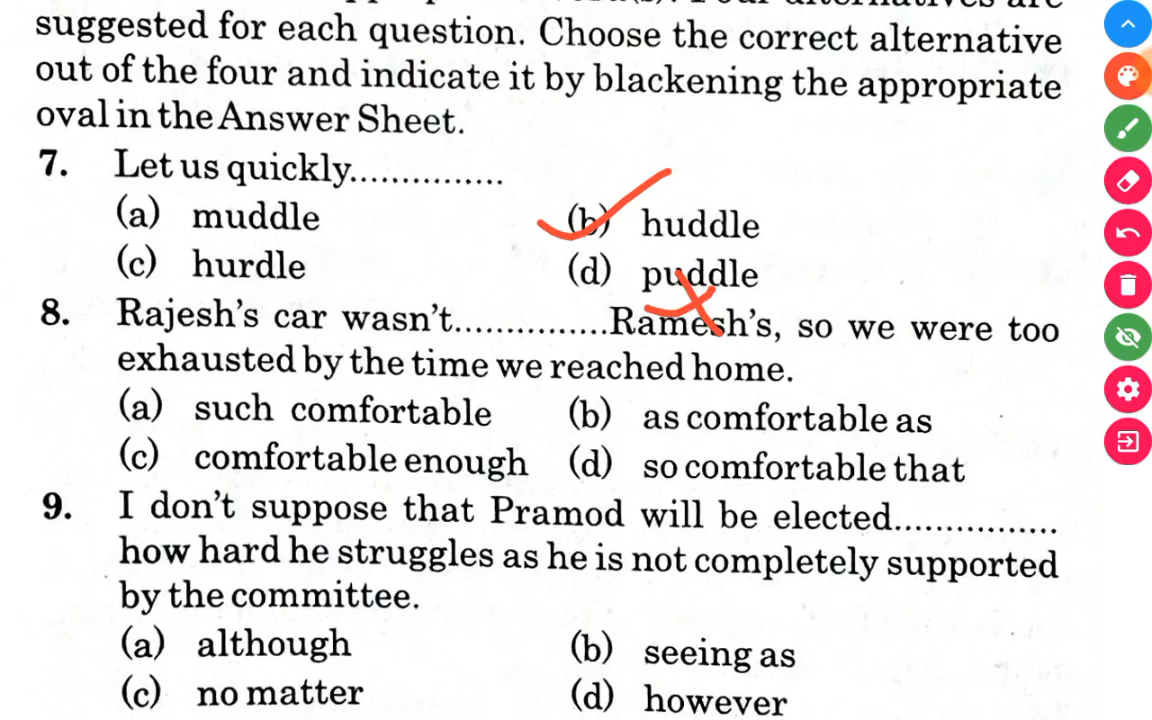 suggested for each question. Choose the correct alternative
out of the four and indicate it by blackening the appropriate
oval in the Answer Sheet.
7. Let us quickly...............
(a) muddle (b) huddle
(c) hurdle (d) puddle
8. Rajesh's car wasn't...............Ramesh's, so we were too
exhausted by the time we reached home.
(a) such comfortable (b) as comfortable as
(c) comfortable enough (d) so comfortable that
9. I don't suppose that Pramod will be elected................
how hard he struggles as he is not completely supported
by the committee.
(a) although (b) seeing as
(c) no matter (d) however